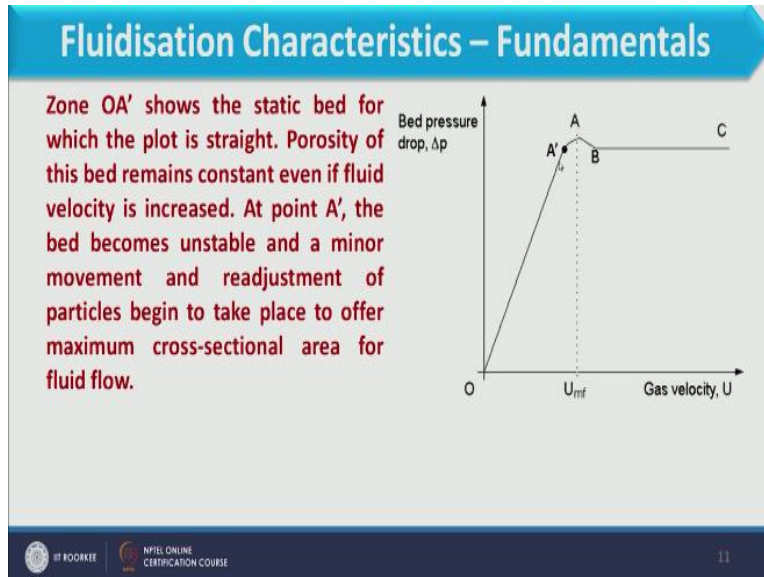 Fluidisation Characteristics – Fundamentals
Zone OA’ shows the static bed for
which the plot is straight. Porosity of
this bed remains constant even if fluid
velocity is increased. At point A’, the
bed becomes unstable and a minor
movement and readjustment of
particles begin to take place to offer
maximum cross-sectional area for
fluid flow.
Bed pressure
drop, Δp
A
A'
B
C
O
Umf
Gas velocity, U
IIT ROORKEE
NPTEL ONLINE
CERTIFICATION COURSE
11